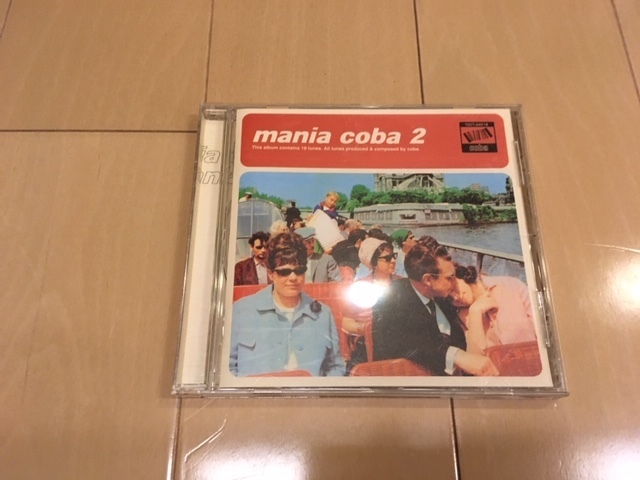 mania coba 2
This album contains 19 tunes. All tunes produced & composed by coba
coba